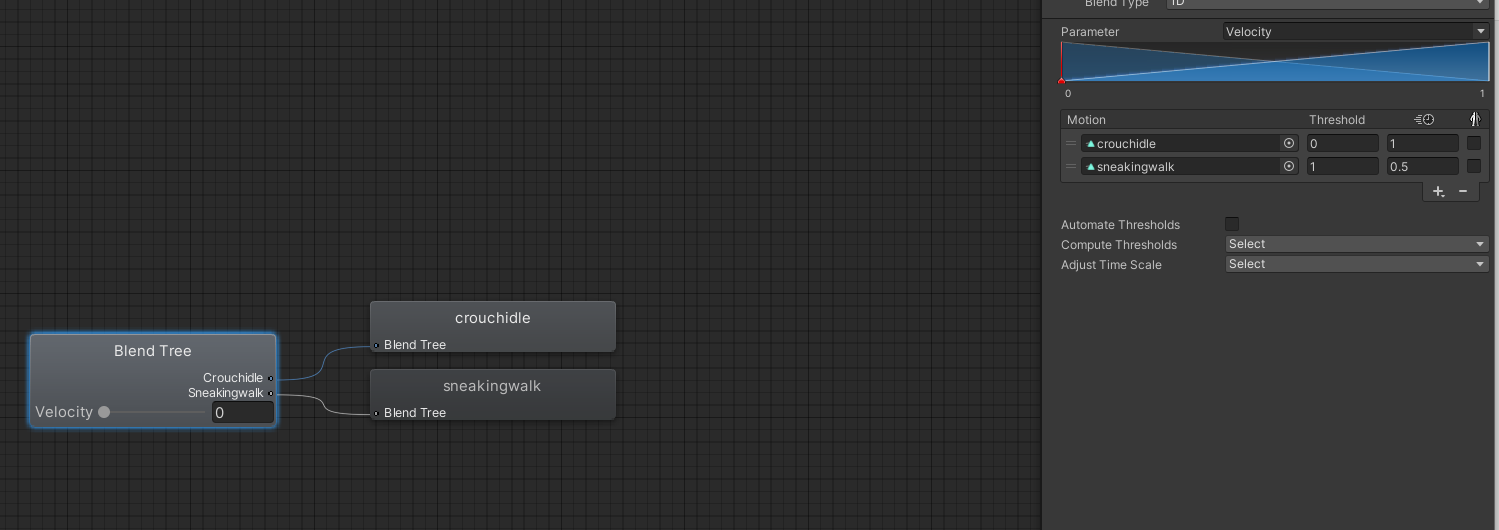 Blend Type 1D
Parameter Velocity
0 1
Motion Threshold
crouchidle 0 1
sneakingwalk 1 0.5
+ −
Automate Thresholds
Compute Thresholds Select
Adjust Time Scale Select
crouchidle
Blend Tree
Blend Tree
Crouchidle
Sneakingwalk
Velocity 0
sneakingwalk
Blend Tree